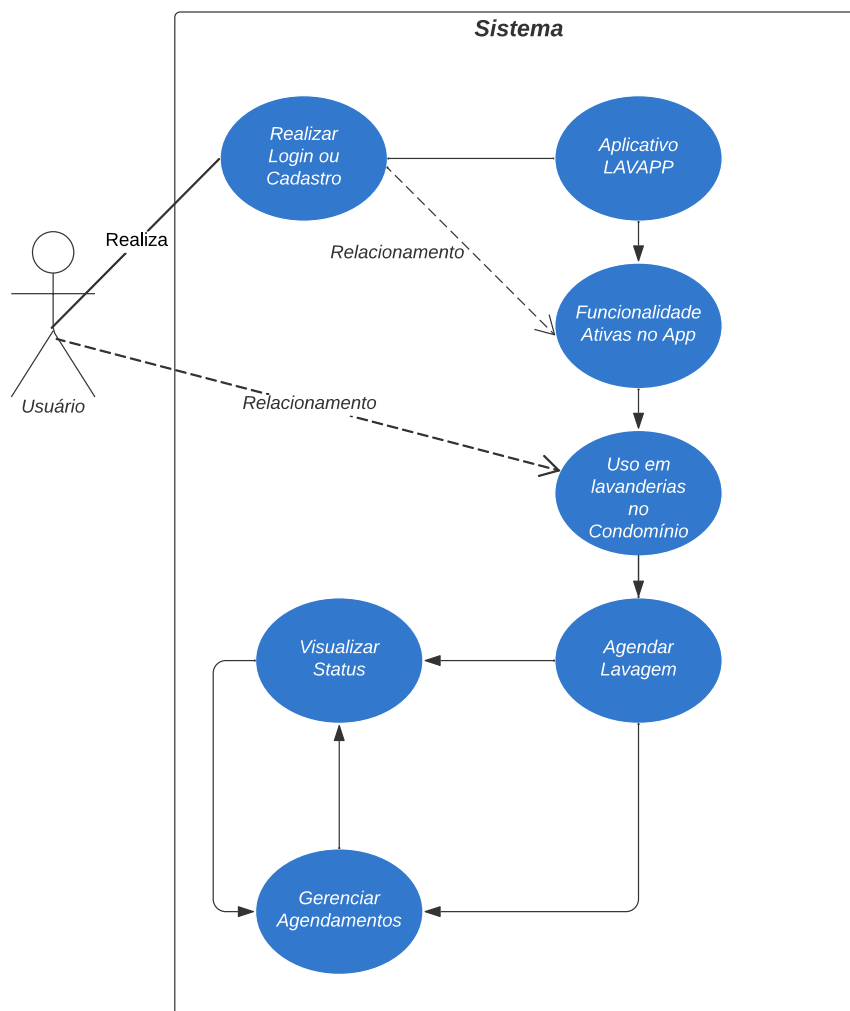 Sistema
Realizar
Login ou
Cadastro
Aplicativo
LAVAPP
Realiza
Relacionamento
Funcionalidade
Ativas no App
Usuário
Relacionamento
Uso em
lavanderias
no
Condomínio
Visualizar
Status
Agendar
Lavagem
Gerenciar
Agendamentos